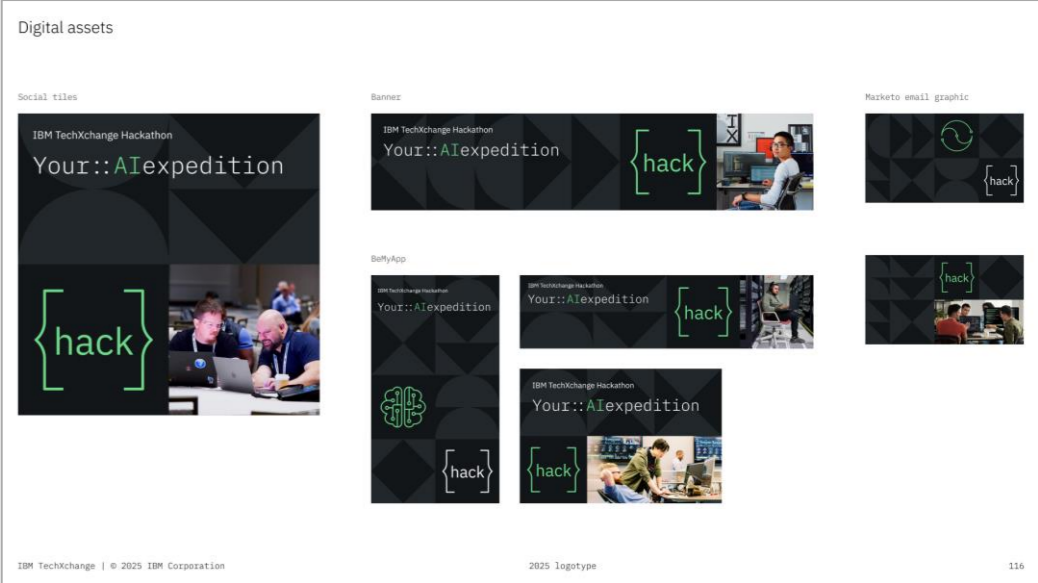 Digital assets
Social tiles
IBM TechXchange Hackathon
Your::AIexpedition
{hack}
Banner
IBM TechXchange Hackathon
Your::AIexpedition
{hack}
TX
Marketo email graphic
{hack}
{hack}
BeMyApp
IBM TechXchange Hackathon
Your::AIexpedition
{hack}
IBM TechXchange Hackathon
Your::AIexpedition
{hack}
IBM TechXchange Hackathon
Your::AIexpedition
{hack}
IBM TechXchange | © 2025 IBM Corporation
2025 logotype
116